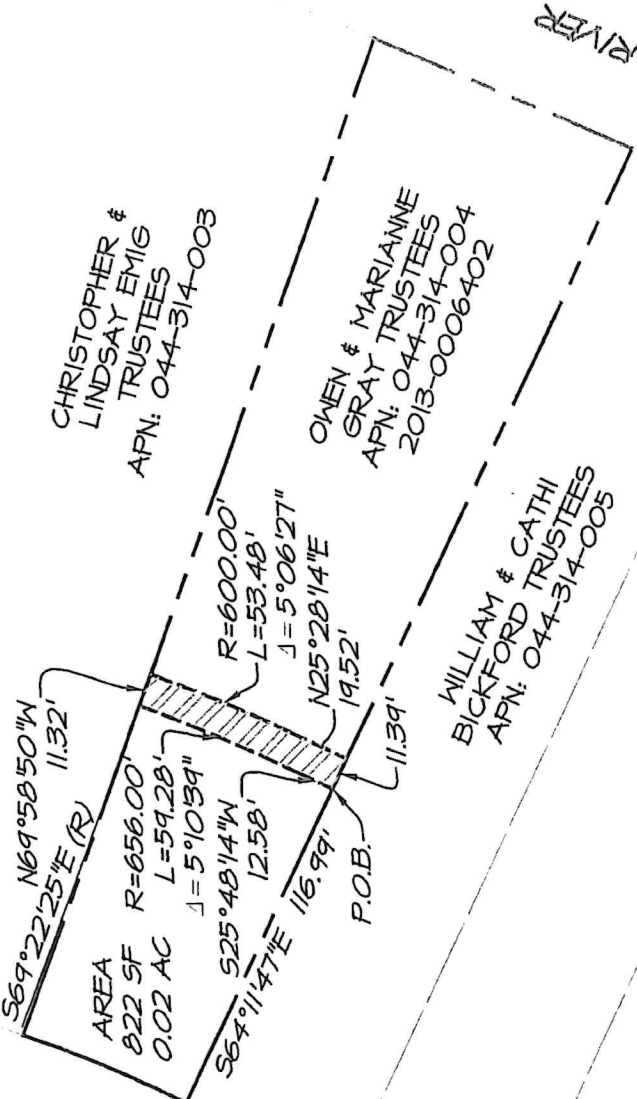 RIVER
CHRISTOPHER &
LINDSAY EMIG
TRUSTEES
APN: 044-314-003
OWEN & MARIANNE
GRAY TRUSTEES
APN: 044-314-004
2013-0006402
WILLIAM & CATHI
BICKFORD TRUSTEES
APN: 044-314-005
S69°22'25"E (R)
N69°58'50"W
11.32'
R=600.00'
L=53.48'
Δ=5°06'27"
N25°28'14"E
19.52'
AREA
822 SF
0.02 AC
R=656.00'
L=59.28'
Δ=5°10'39"
S25°48'14"W
12.58'
11.39'
S64°11'47"E 116.99'
P.O.B.